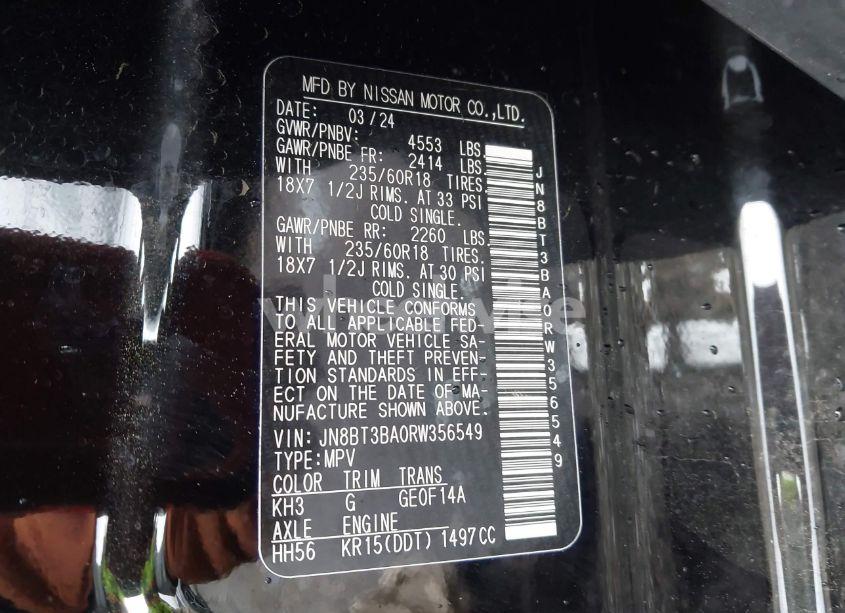 MFD BY NISSAN MOTOR CO.,LTD.
DATE: 03/24
GVWR/PNBV: 4553 LBS.
GAWR/PNBE FR: 2414 LBS.
WITH 235/60R18 TIRES.
18X7 1/2J RIMS. AT 33 PSI
COLD SINGLE.
GAWR/PNBE RR: 2260 LBS.
WITH 235/60R18 TIRES.
18X7 1/2J RIMS. AT 30 PSI
COLD SINGLE.
THIS VEHICLE CONFORMS
TO ALL APPLICABLE FED-
ERAL MOTOR VEHICLE SA-
FETY AND THEFT PREVEN-
TION STANDARDS IN EFF-
ECT ON THE DATE OF MA-
NUFACTURE SHOWN ABOVE.
VIN: JN8BT3BA0RW356549
TYPE:MPV
COLOR TRIM TRANS
KH3 G GE0F14A
AXLE ENGINE
HH56 KR15(DDT) 1497CC
JN8BT3BA0RW356549